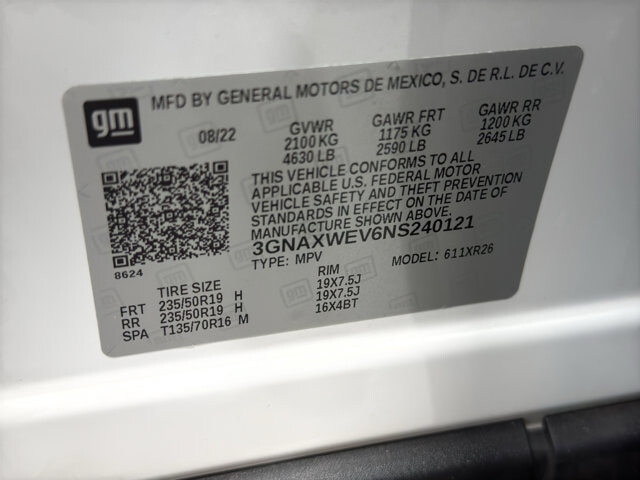 gm MFD BY GENERAL MOTORS DE MEXICO, S. DE R.L. DE C.V.
08/22 GVWR GAWR FRT GAWR RR
2100 KG 1175 KG 1200 KG
4630 LB 2590 LB 2645 LB
THIS VEHICLE CONFORMS TO ALL
APPLICABLE U.S. FEDERAL MOTOR
VEHICLE SAFETY AND THEFT PREVENTION
STANDARDS IN EFFECT ON THE DATE OF
MANUFACTURE SHOWN ABOVE.
3GNAXWEV6NS240121
8624 TYPE: MPV MODEL: 611XR26
TIRE SIZE RIM
FRT 235/50R19 H 19X7.5J
RR 235/50R19 H 19X7.5J
SPA T135/70R16 M 16X4BT